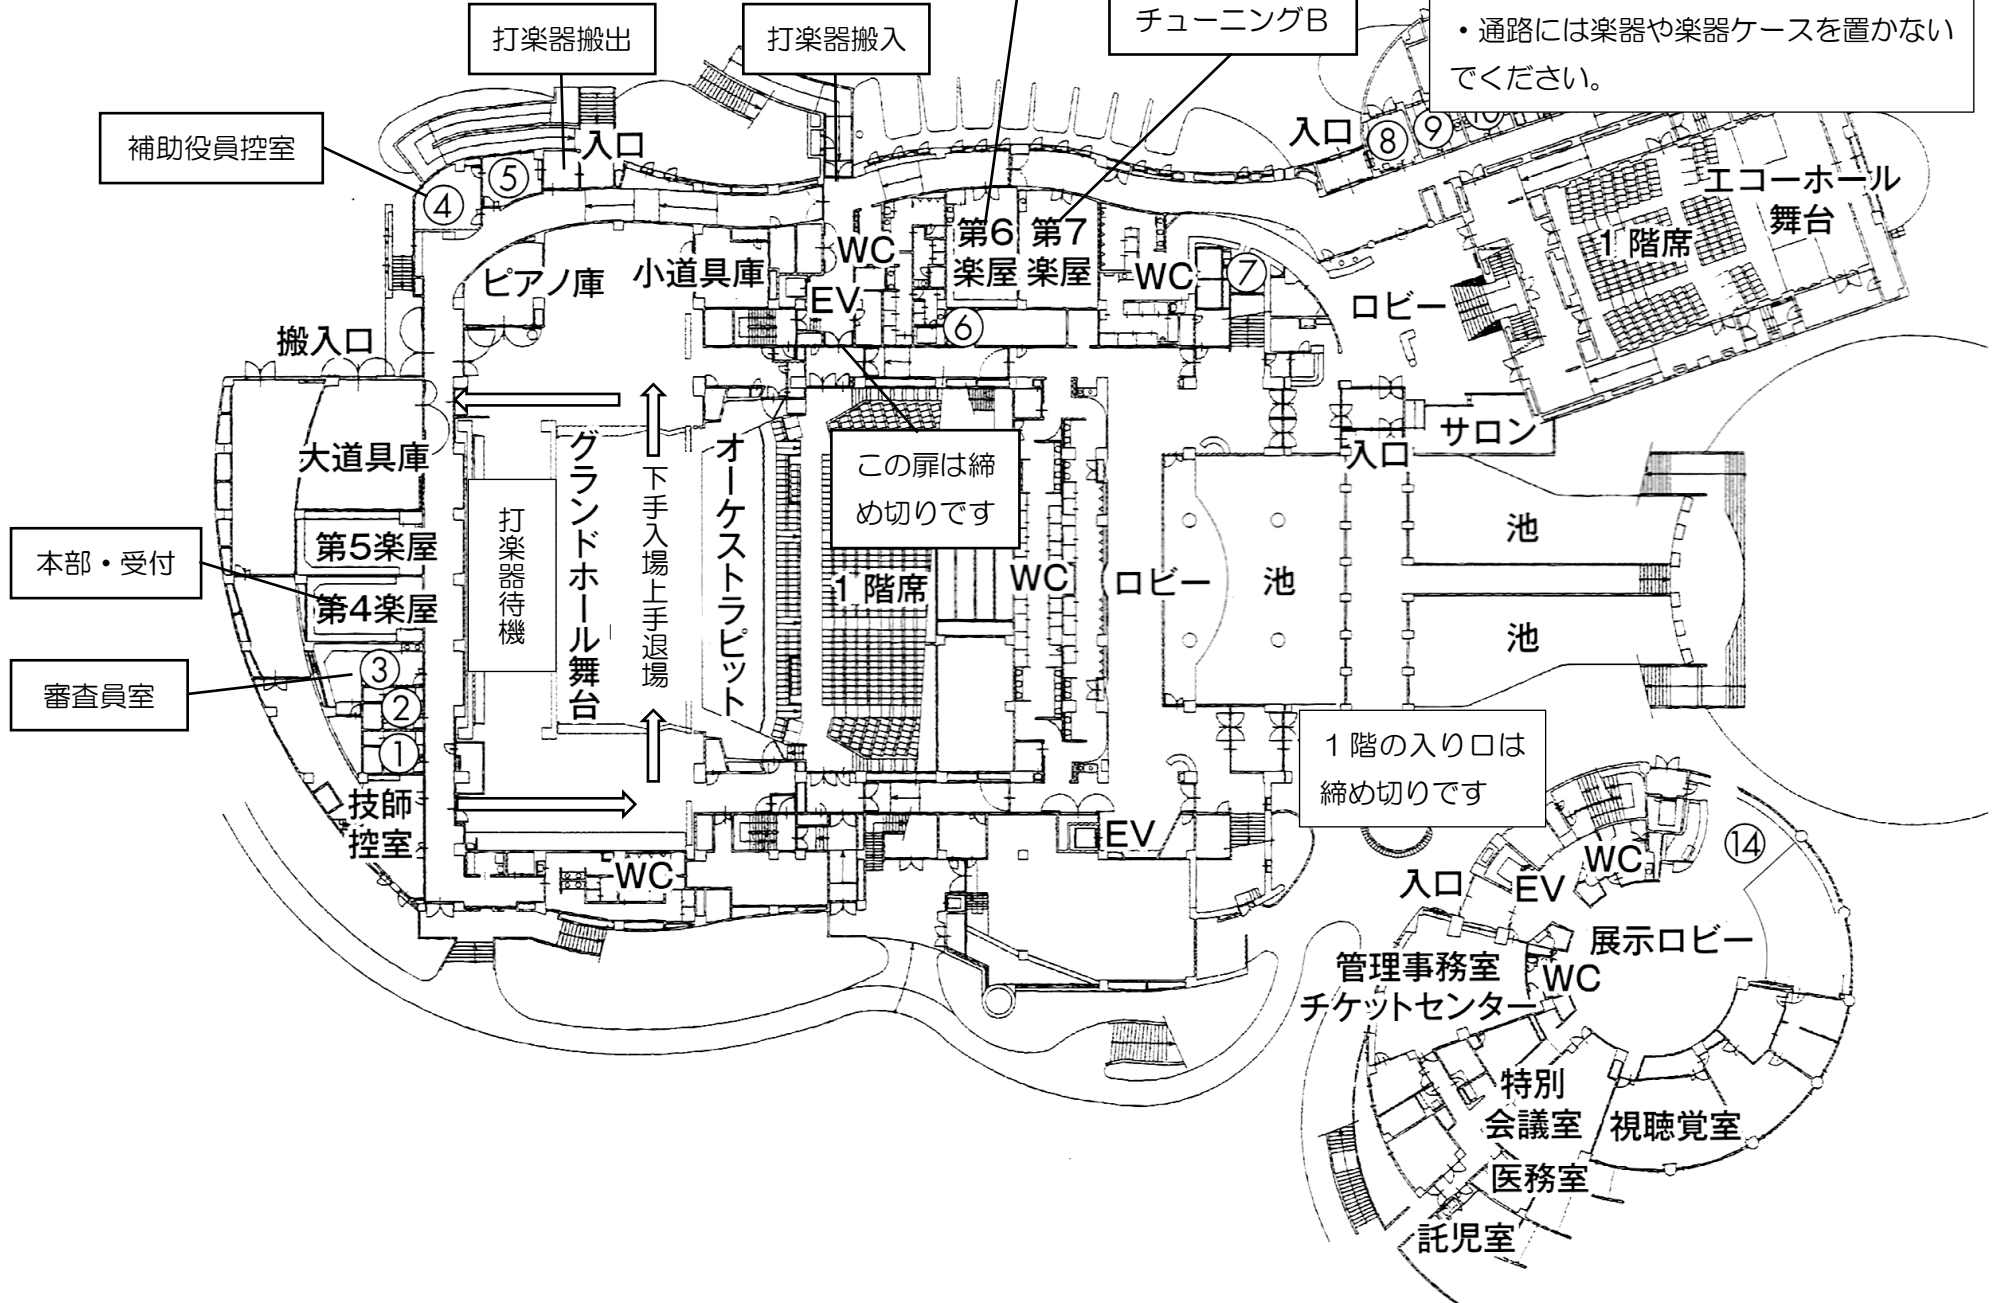 チューニングB
・通路には楽器や楽器ケースを置かない
でください。
打楽器搬出
打楽器搬入
補助役員控室
入口
入口
⑧
⑨
⑩
⑤
④
エコーホール
舞台
1階席
第6
楽屋
第7
楽屋
WC
WC
⑦
ピアノ庫
小道具庫
EV
ロビー
⑥
搬入口
サロン
入口
大道具庫
グランドホール舞台
下手入場上手退場
オーケストラピット
この扉は締
め切りです
打楽器待機
第5楽屋
本部・受付
第4楽屋
1階席
WC
ロビー
池
池
池
審査員室
③
②
①
1階の入り口は
締め切りです
技師
控室
WC
EV
⑭
WC
入口
EV
展示ロビー
管理事務室
チケットセンター
WC
特別
会議室
視聴覚室
医務室
託児室